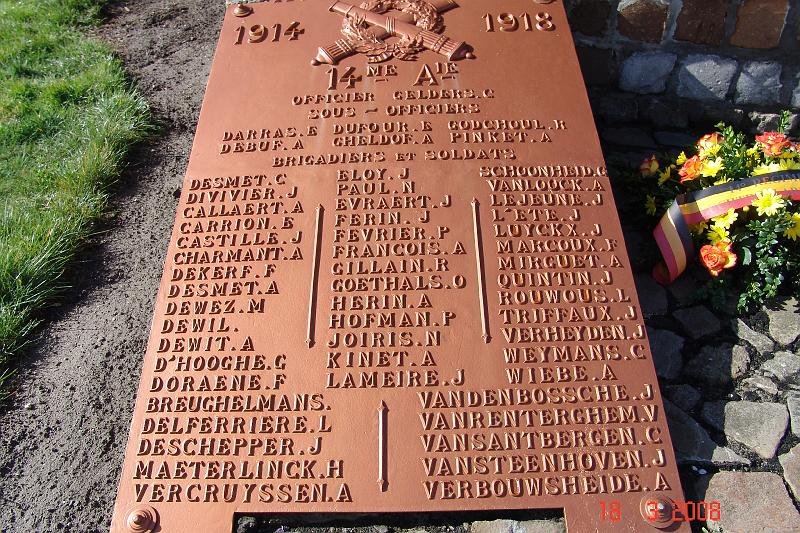 1914 1918
14ME AIE
OFFICIER GELDERS.C
SOUS - OFFICIERS
DARRAS.E DUFOUR.E GODCHOUL.H
DEBUF.A GHELDOF.A PINKET.A
BRIGADIERS ET SOLDATS
DESMET.C
DIVIVIER.J
CALLAERT.A
CARRION.E
CASTILLE.J
CHARMANT.A
DEKERF.F
DESMET.A
DEWEZ.M
DEWIL.
DEWIT.A
D'HOOGHE.G
DORAENE.F
ELOY.J
PAUL.N
EVRAERT.J
FERIN.J
FEVRIER.P
FRANCOIS.A
GILLAIN.R
GOETHALS.O
HERIN.A
HOFMAN.P
JOIRIS.N
KINET.A
LAMEIRE.J
SCHOONHEID.G
VANLOOCK.A
LEJEUNE.J
L'ETE.J
LUYCKX.J
MARCOUX.F
MIRGUET.A
QUINTIN.J
ROUWOUS.L
TRIFFAUX.J
VERHEYDEN.J
WEYMANS.C
WIEBE.A
BREUGHELMANS.
DELFERRIERE.L
DESCHEPPER.J
MAETERLINCK.H
VERCRUYSSEN.A
VANDENBOSSCHE.J
VANRENTERGHEM.V
VANSANTBERGEN.C
VANSTEENHOVEN.J
VERBOUWSHEIDE.A
18 3 2008